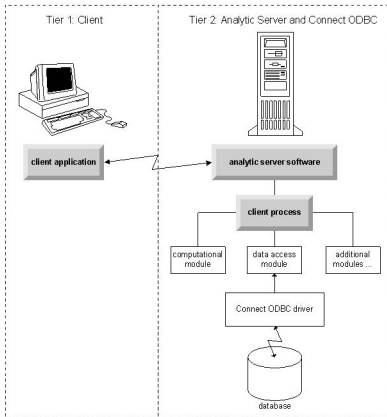 Tier 1: Client
Tier 2: Analytic Server and Connect ODBC
client application
analytic server software
client process
computational
module
data access
module
additional
modules ...
Connect ODBC driver
database